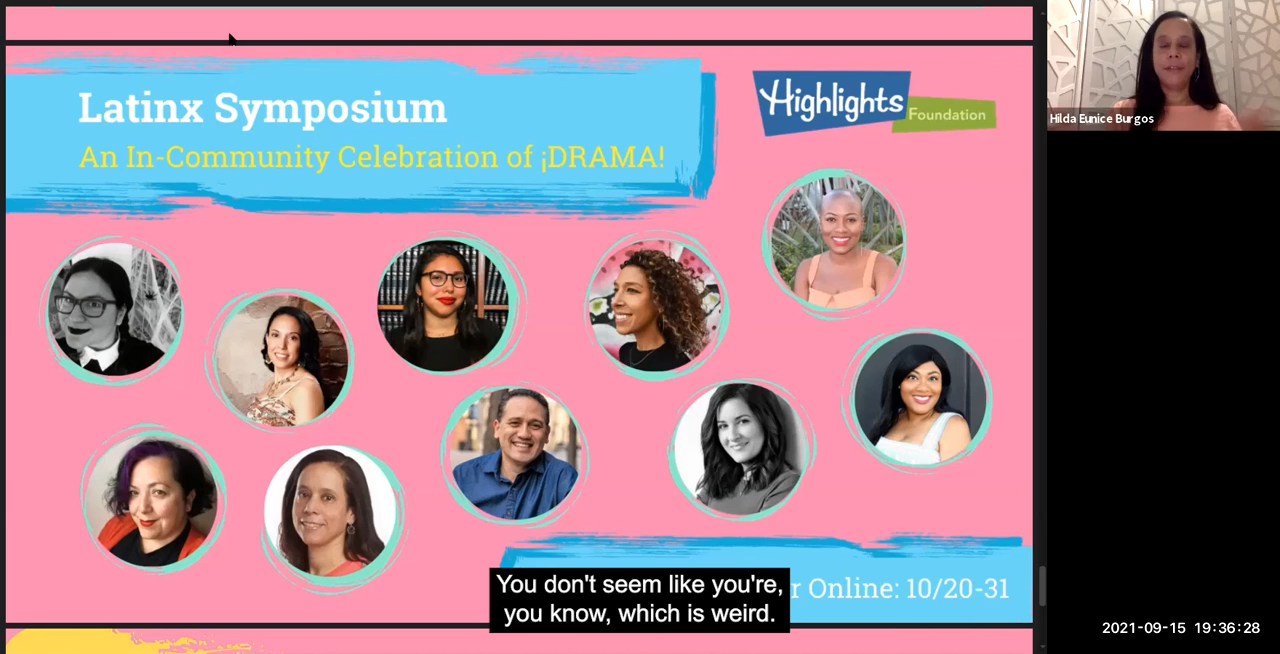 Latinx Symposium
An In-Community Celebration of ¡DRAMA!
Highlights
Foundation
Hilda Eunice Burgos
You don't seem like you're,
you know, which is weird.
r Online: 10/20-31
2021-09-15 19:36:28